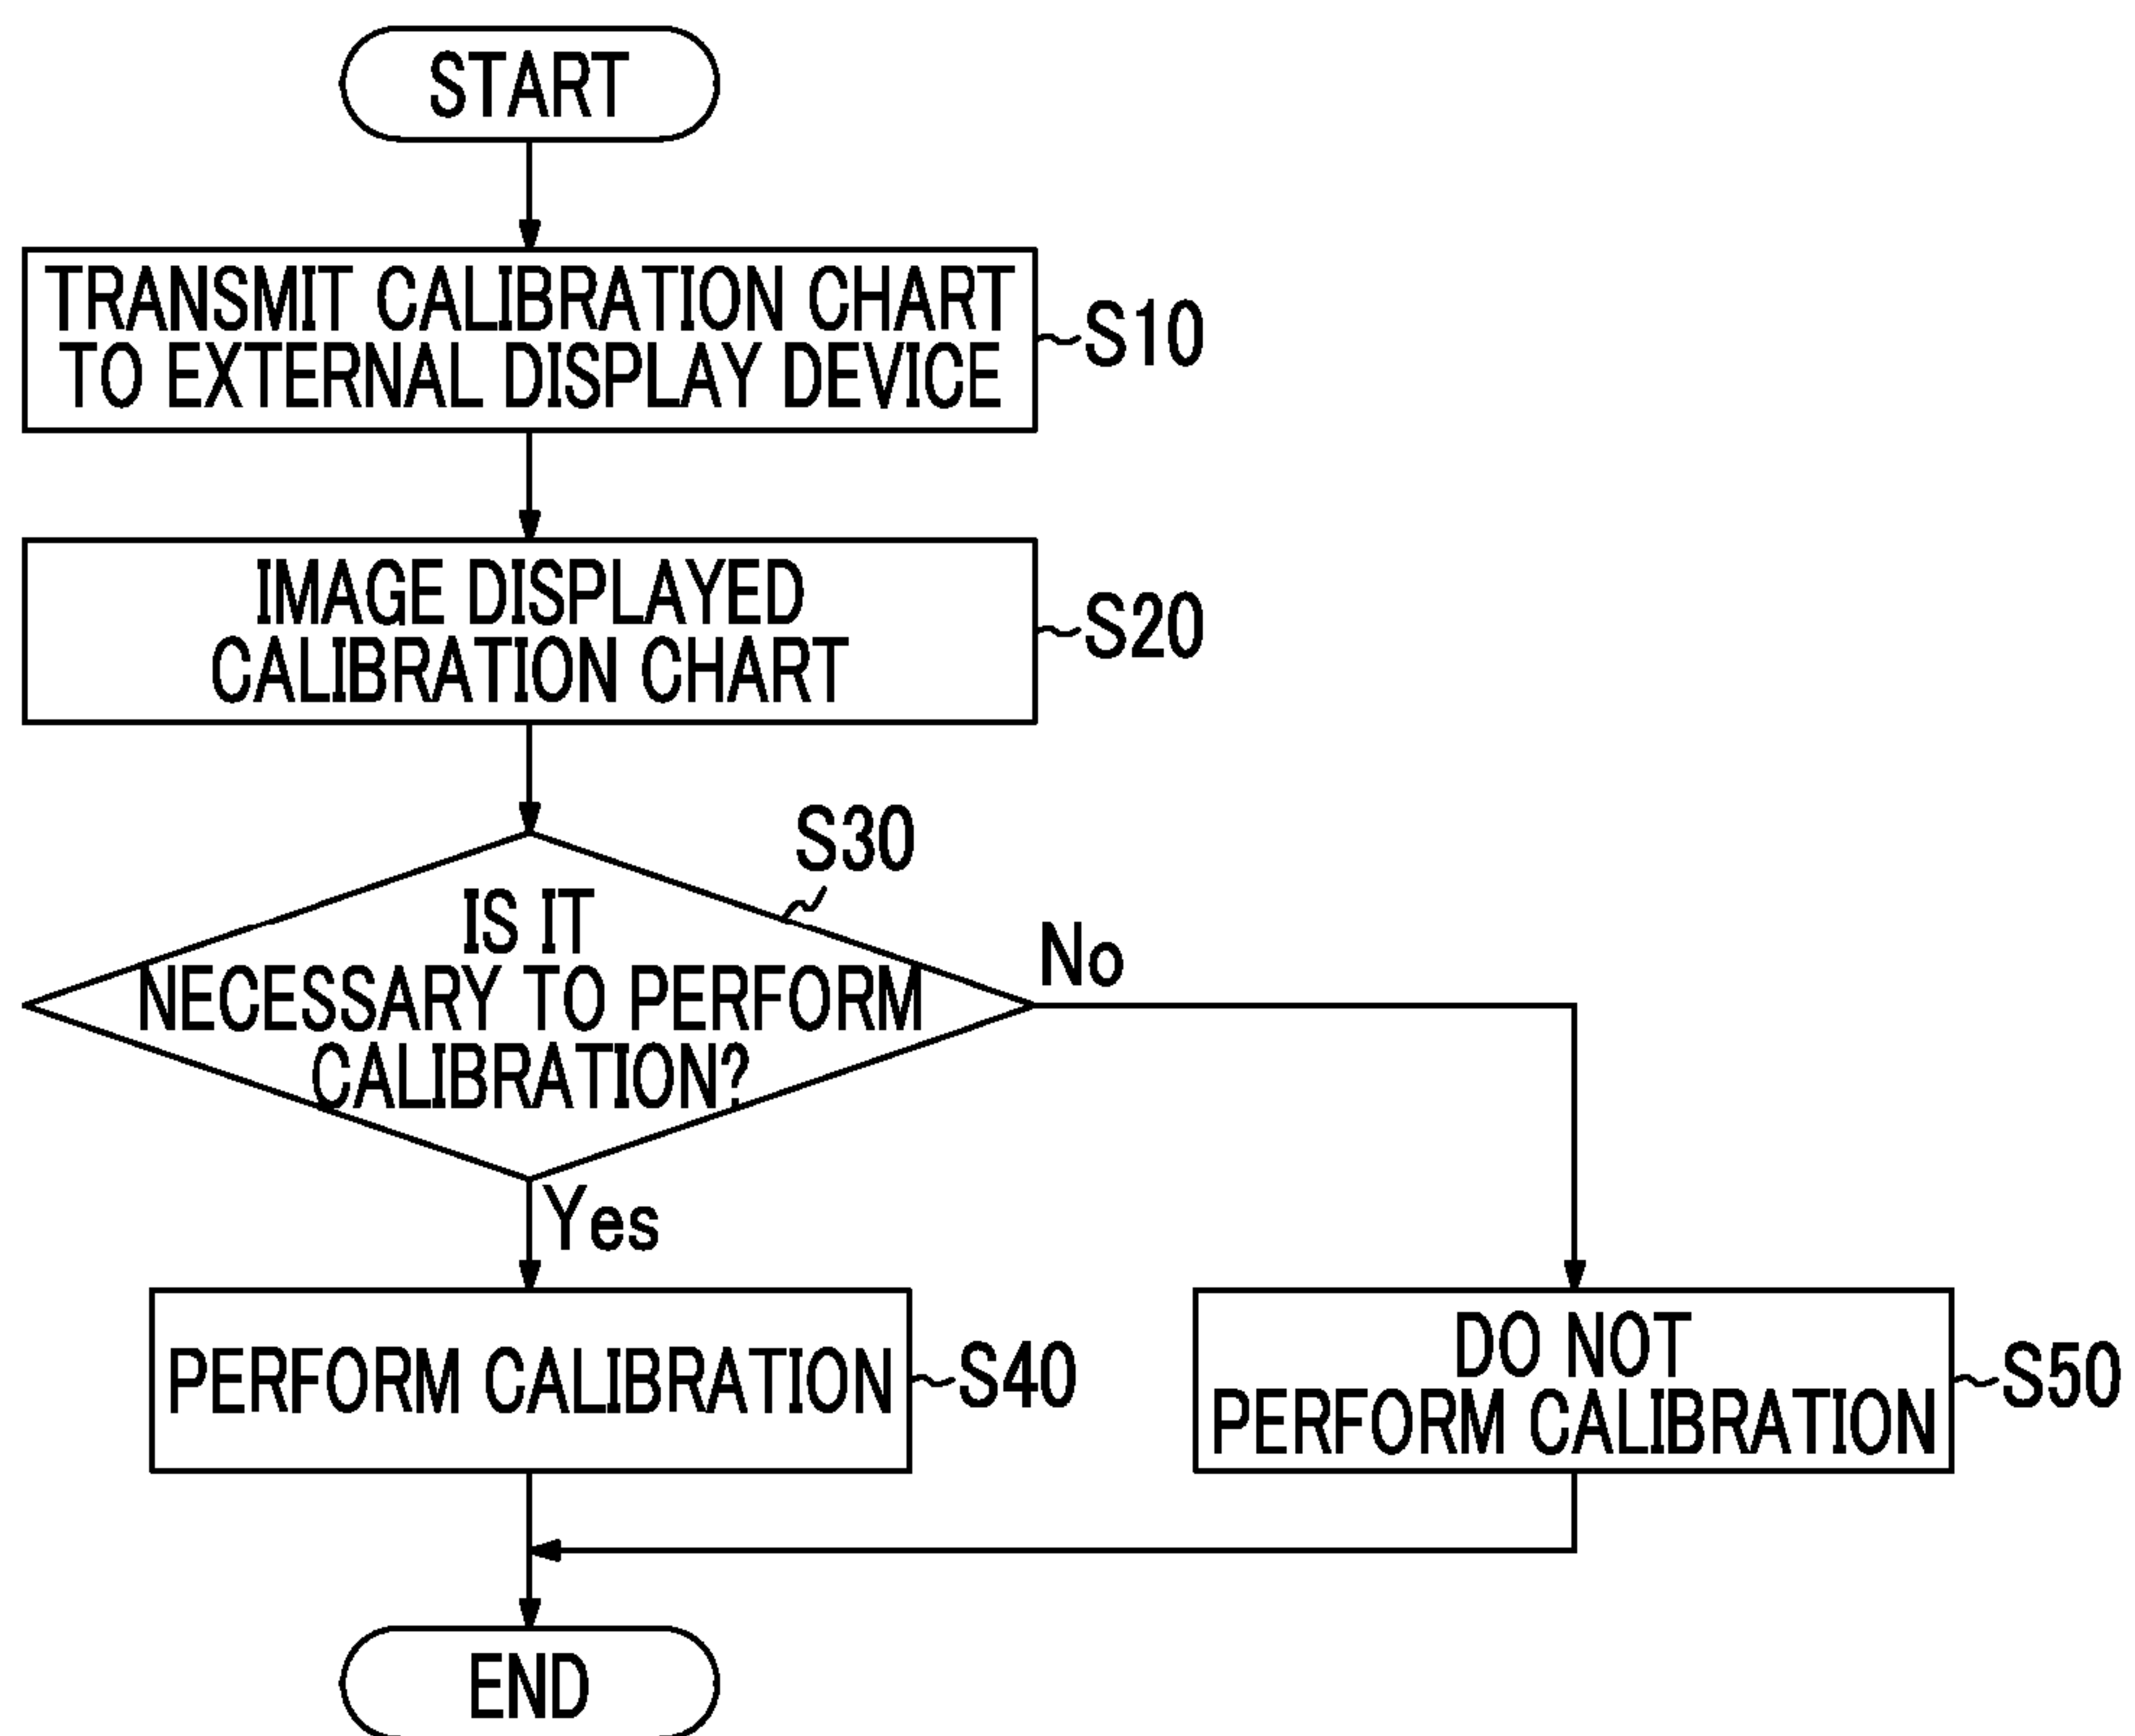 START
TRANSMIT CALIBRATION CHART
TO EXTERNAL DISPLAY DEVICE
S10
IMAGE DISPLAYED
CALIBRATION CHART
S20
S30
IS IT
NECESSARY TO PERFORM
CALIBRATION?
No
Yes
PERFORM CALIBRATION
S40
DO NOT
PERFORM CALIBRATION
S50
END